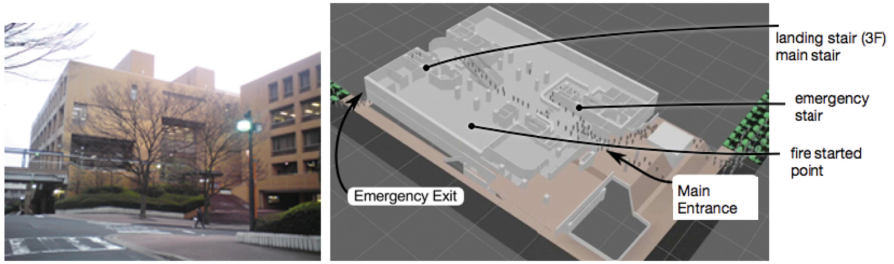 landing stair (3F)
main stair
emergency
stair
fire started
point
Emergency Exit
Main
Entrance